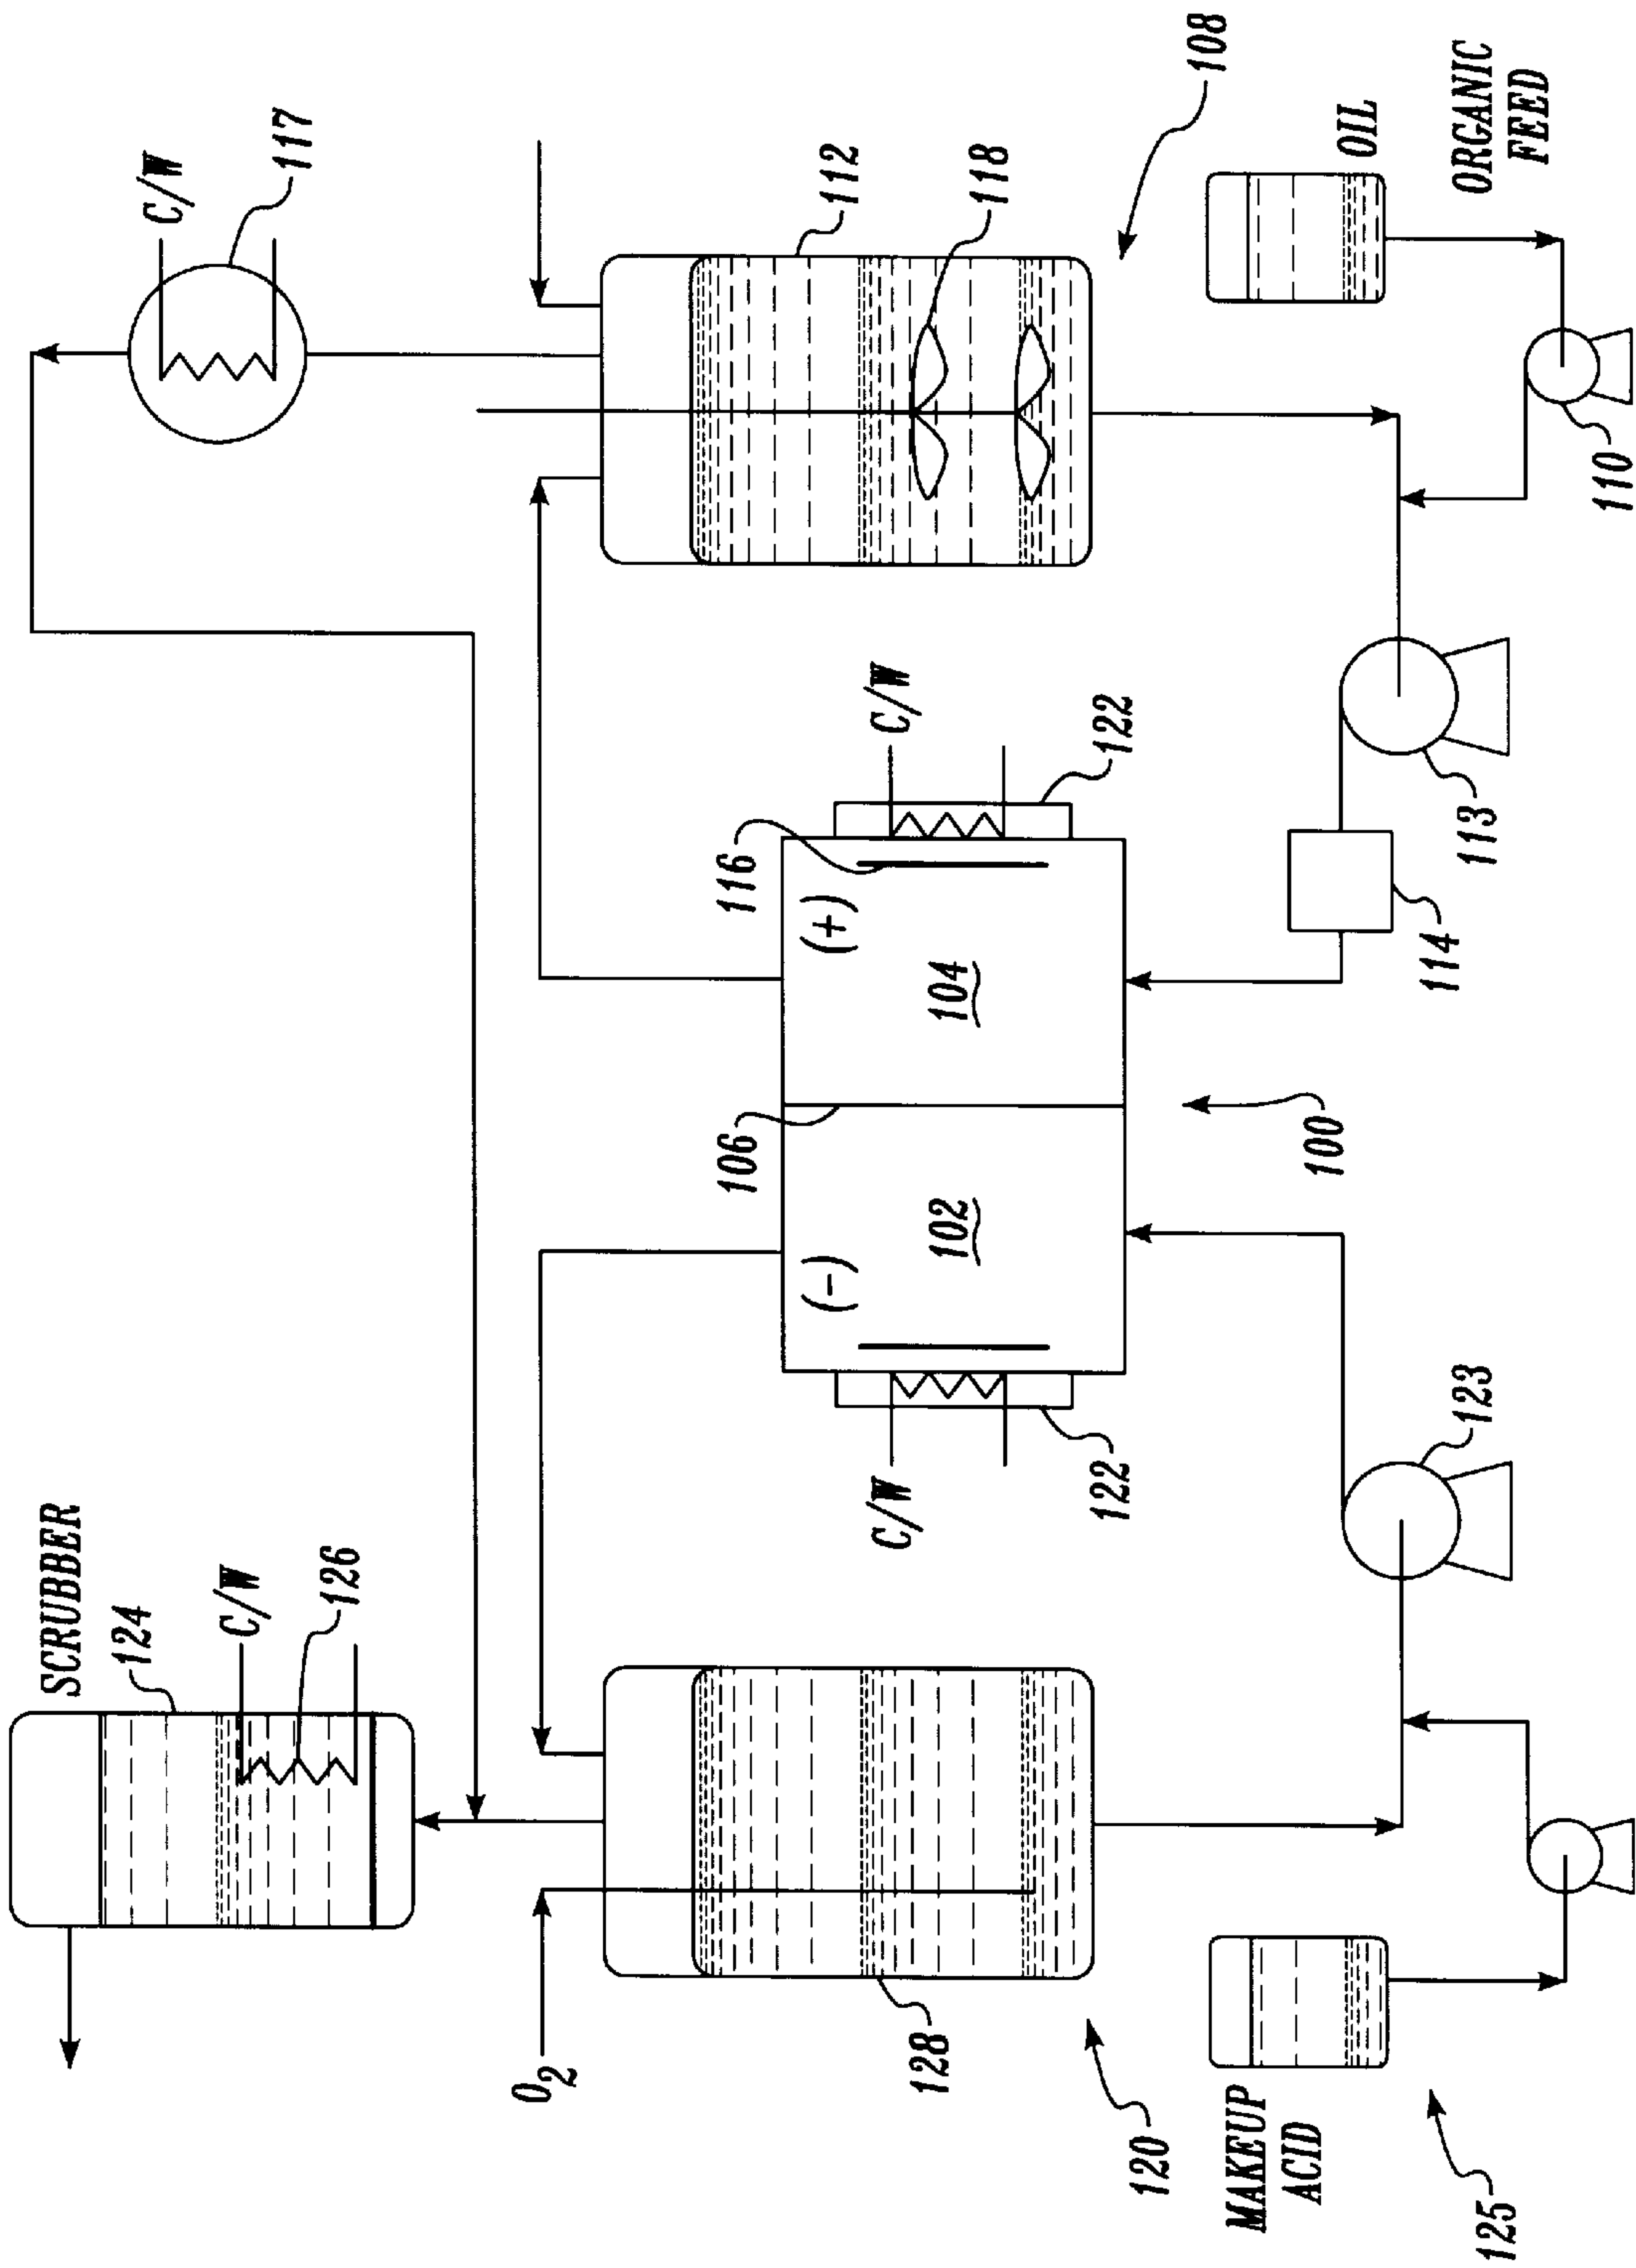 C/W
117
SCRUBBER
124
C/W
126
112
118
108
OIL
ORGANIC
FEED
110
C/W
122
116
(+)
104
106
(-)
102
100
C/W
122
113
114
123
O₂
128
120
MAKEUP
ACID
125